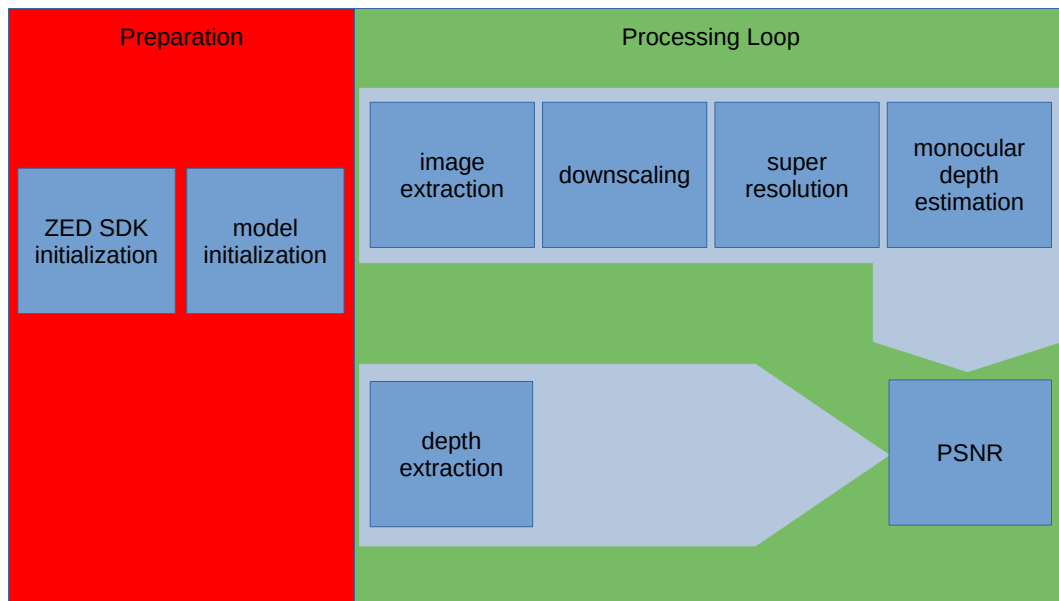 Preparation
Processing Loop
ZED SDK
initialization
model
initialization
image
extraction
downscaling
super
resolution
monocular
depth
estimation
depth
extraction
PSNR